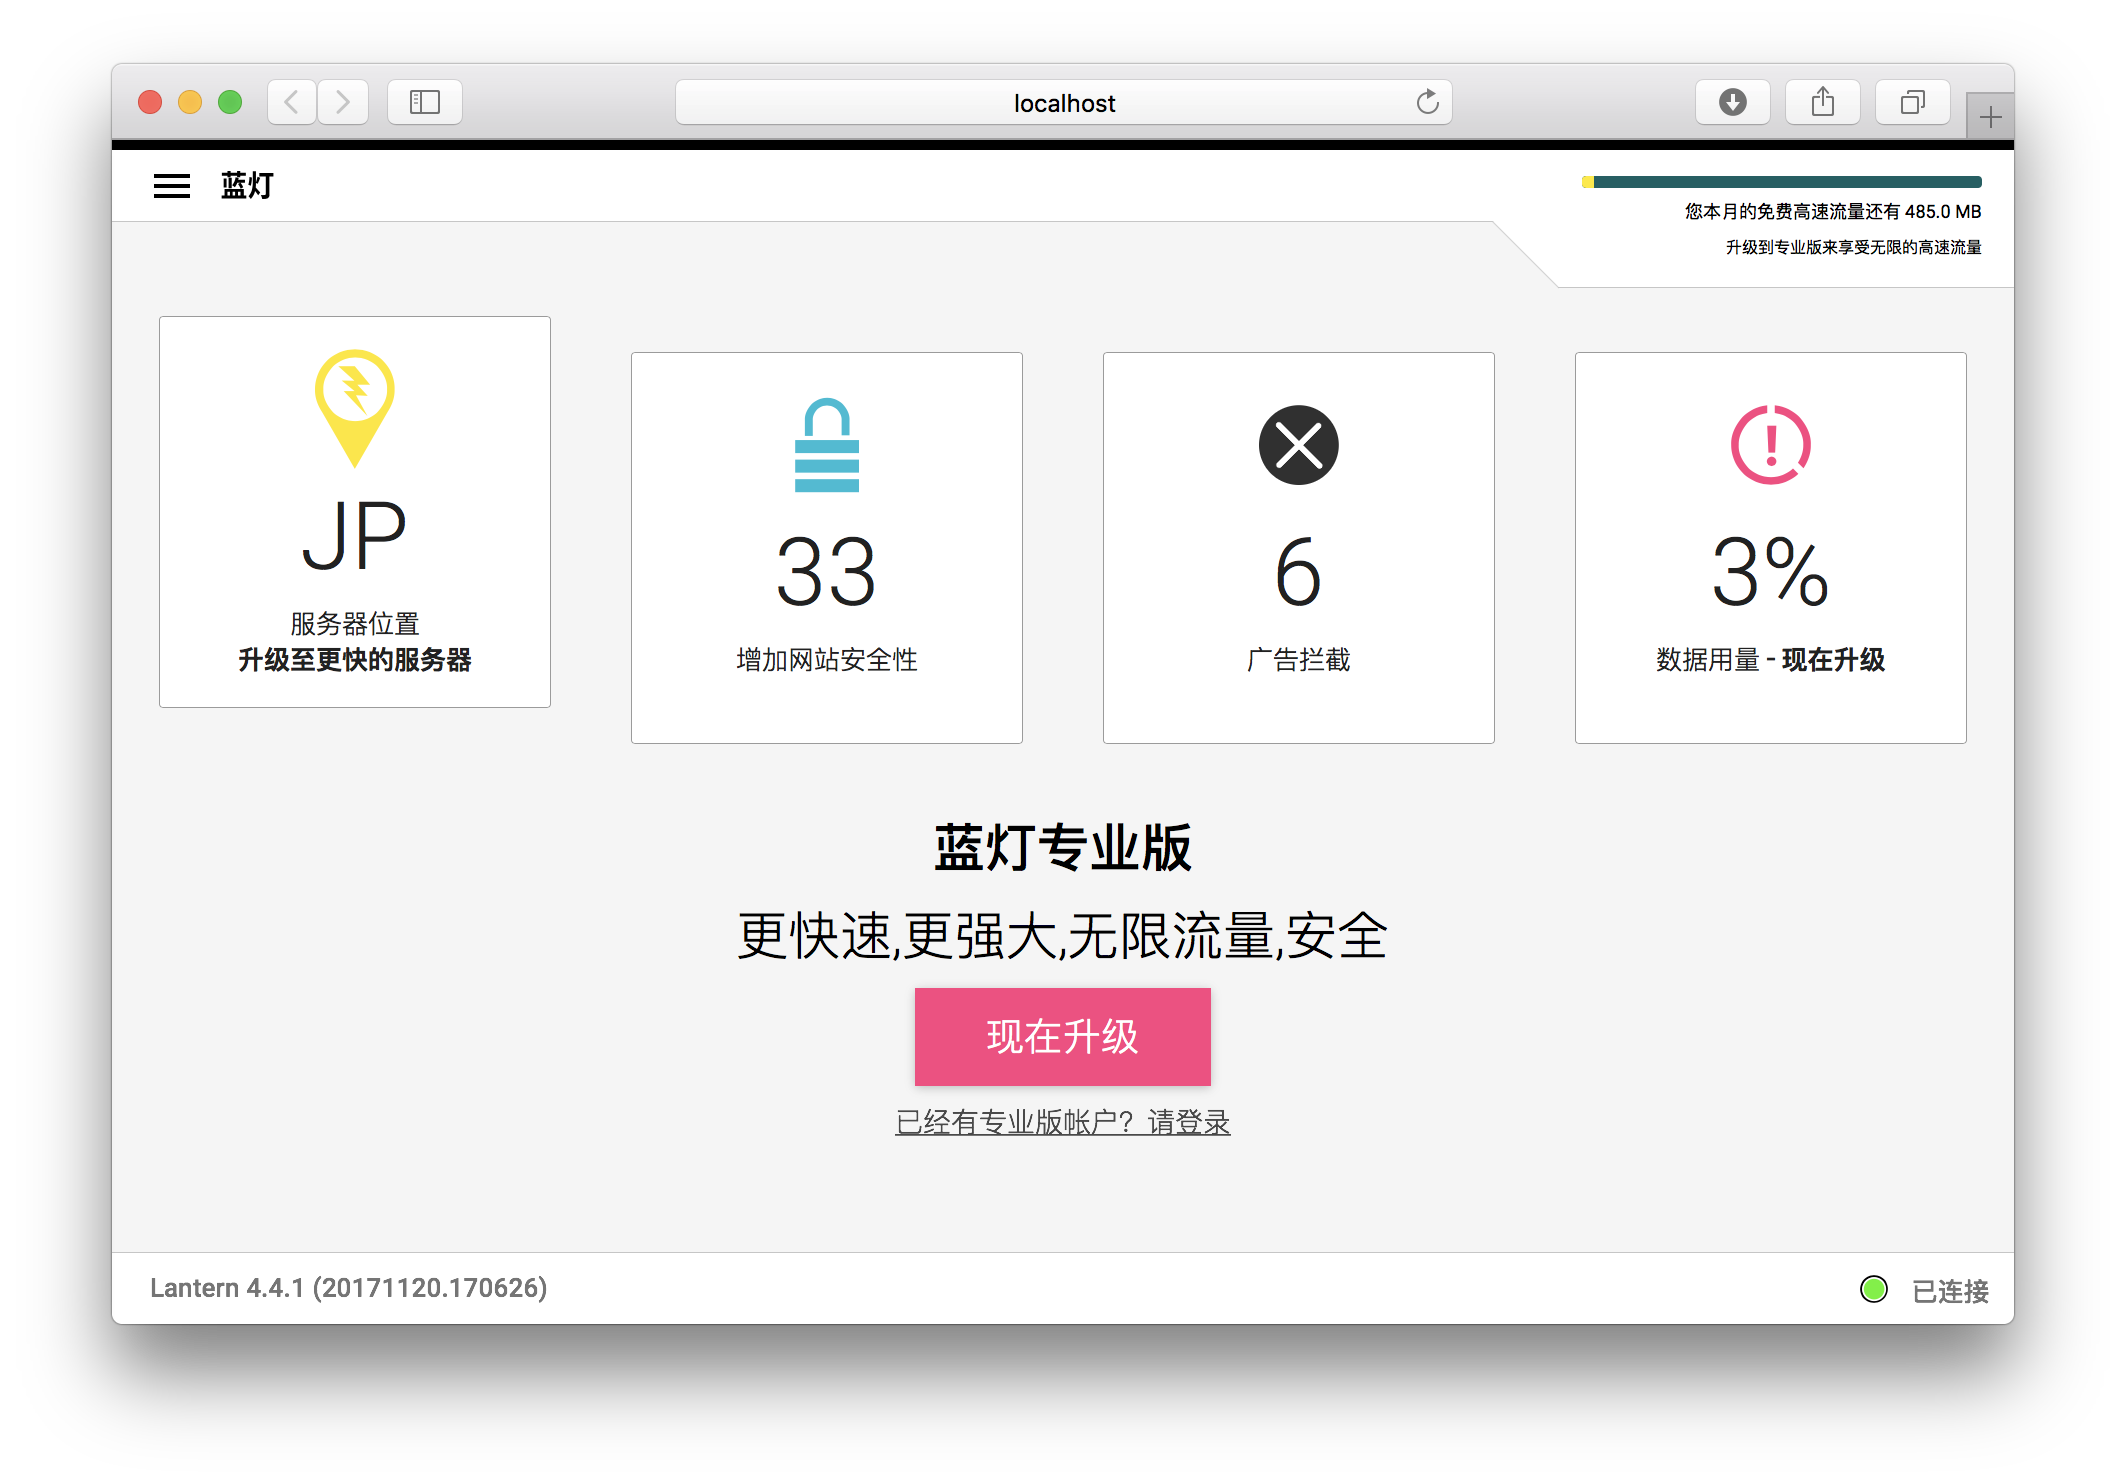 localhost
蓝灯
您本月的免费高速流量还有 485.0 MB
升级到专业版来享受无限的高速流量
JP
服务器位置
升级至更快的服务器
33
增加网站安全性
6
广告拦截
3%
数据用量 - 现在升级
蓝灯专业版
更快速,更强大,无限流量,安全
现在升级
已经有专业版帐户？请登录
Lantern 4.4.1 (20171120.170626)
已连接